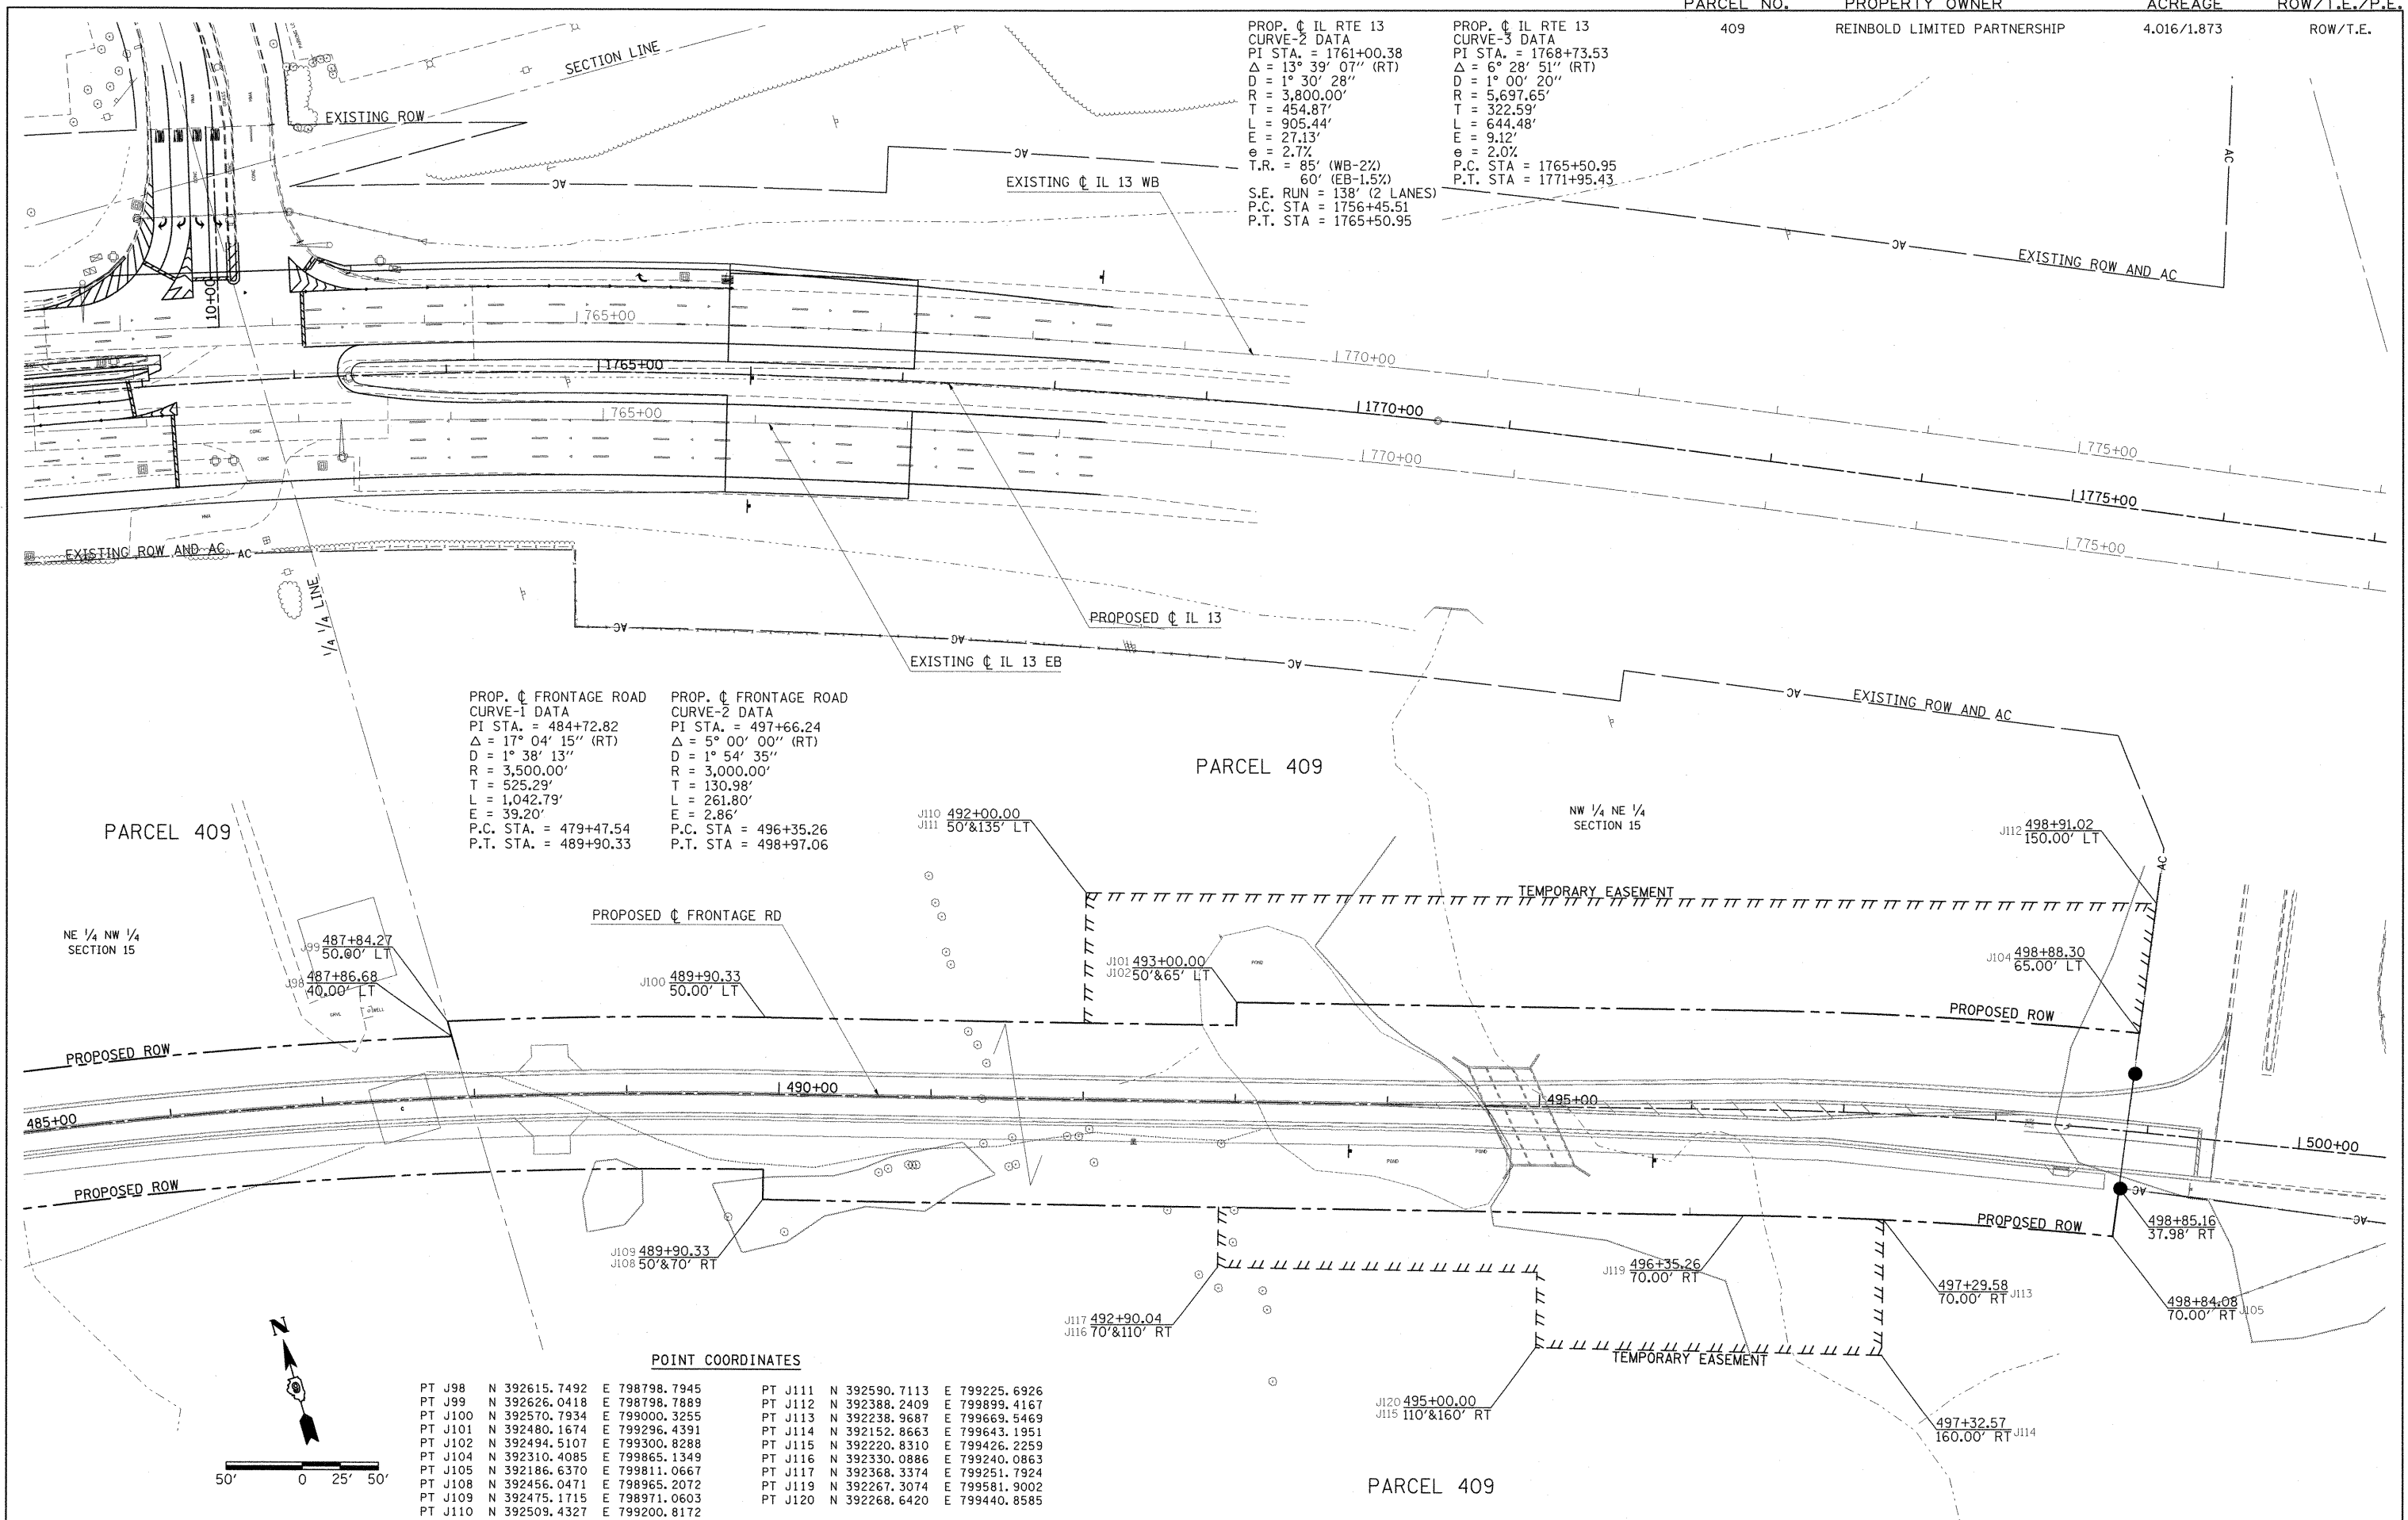 PARCEL NO. PROPERTY OWNER ACREAGE ROW/T.E./P.E.
409 REINBOLD LIMITED PARTNERSHIP 4.016/1.873 ROW/T.E.
PROP. ℄ IL RTE 13
CURVE-2 DATA
PI STA. = 1761+00.38
Δ = 13° 39' 07'' (RT)
D = 1° 30' 28''
R = 3,800.00'
T = 454.87'
L = 905.44'
E = 27.13'
e = 2.7%
T.R. = 85' (WB-2%)
60' (EB-1.5%)
S.E. RUN = 138' (2 LANES)
P.C. STA = 1756+45.51
P.T. STA = 1765+50.95
PROP. ℄ IL RTE 13
CURVE-3 DATA
PI STA. = 1768+73.53
Δ = 6° 28' 51'' (RT)
D = 1° 00' 20''
R = 5,697.65'
T = 322.59'
L = 644.48'
E = 9.12'
e = 2.0%
P.C. STA = 1765+50.95
P.T. STA = 1771+95.43
SECTION LINE
EXISTING ROW
AC
AC
AC
AC
EXISTING ℄ IL 13 WB
EXISTING ROW AND AC
10+00
765+00
1765+00
765+00
770+00
1770+00
770+00
775+00
1775+00
775+00
CONC
CONC
CONC
CONC
HMA
HMA
HMA
EXISTING ROW AND AC AC
1/4 1/4 LINE
AC
AC
AC
AC
PROPOSED ℄ IL 13
EXISTING ℄ IL 13 EB
EXISTING ROW AND AC
PROP. ℄ FRONTAGE ROAD
CURVE-1 DATA
PI STA. = 484+72.82
Δ = 17° 04' 15'' (RT)
D = 1° 38' 13''
R = 3,500.00'
T = 525.29'
L = 1,042.79'
E = 39.20'
P.C. STA. = 479+47.54
P.T. STA. = 489+90.33
PROP. ℄ FRONTAGE ROAD
CURVE-2 DATA
PI STA. = 497+66.24
Δ = 5° 00' 00'' (RT)
D = 1° 54' 35''
R = 3,000.00'
T = 130.98'
L = 261.80'
E = 2.86'
P.C. STA = 496+35.26
P.T. STA = 498+97.06
PARCEL 409
PARCEL 409
NW 1/4 NE 1/4
SECTION 15
J110 492+00.00
J111 50'&135' LT
J112 498+91.02
150.00' LT
AC
TEMPORARY EASEMENT
PROPOSED ℄ FRONTAGE RD
NE 1/4 NW 1/4
SECTION 15
J99 487+84.27
50.00' LT
J98 487+86.68
40.00' LT
J100 489+90.33
50.00' LT
J101 493+00.00
J102 50'&65' LT
POND
J104 498+88.30
65.00' LT
WELL
PROPOSED ROW
PROPOSED ROW
485+00
490+00
495+00
500+00
POND
POND
PROPOSED ROW
PROPOSED ROW
AC
AC
498+85.16
37.98' RT
J109 489+90.33
J108 50'&70' RT
J119 496+35.26
70.00' RT
497+29.58
70.00' RT J113
498+84.08
70.00' RT J105
J117 492+90.04
J116 70'&110' RT
TEMPORARY EASEMENT
J120 495+00.00
J115 110'&160' RT
497+32.57
160.00' RT J114
PARCEL 409
N
50' 0 25' 50'
POINT COORDINATES
PT J98 N 392615.7492 E 798798.7945
PT J99 N 392626.0418 E 798798.7889
PT J100 N 392570.7934 E 799000.3255
PT J101 N 392480.1674 E 799296.4391
PT J102 N 392494.5107 E 799300.8288
PT J104 N 392310.4085 E 799865.1349
PT J105 N 392186.6370 E 799811.0667
PT J108 N 392456.0471 E 798965.2072
PT J109 N 392475.1715 E 798971.0603
PT J110 N 392509.4327 E 799200.8172
PT J111 N 392590.7113 E 799225.6926
PT J112 N 392388.2409 E 799899.4167
PT J113 N 392238.9687 E 799669.5469
PT J114 N 392152.8663 E 799643.1951
PT J115 N 392220.8310 E 799426.2259
PT J116 N 392330.0886 E 799240.0863
PT J117 N 392368.3374 E 799251.7924
PT J119 N 392267.3074 E 799581.9002
PT J120 N 392268.6420 E 799440.8585